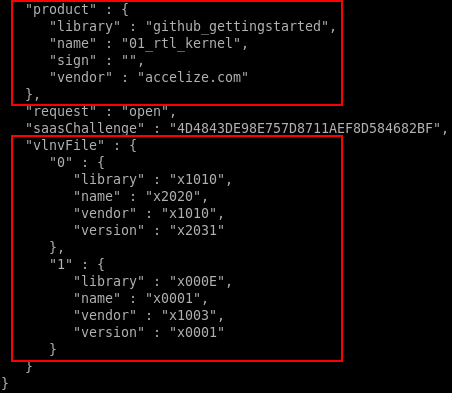 "product" : {
"library" : "github_gettingstarted",
"name" : "01_rtl_kernel",
"sign" : "",
"vendor" : "accelize.com"
},
"request" : "open",
"saasChallenge" : "4D4843DE98E757D8711AEF8D584682BF",
"vlnvFile" : {
"0" : {
"library" : "x1010",
"name" : "x2020",
"vendor" : "x1010",
"version" : "x2031"
},
"1" : {
"library" : "x000E",
"name" : "x0001",
"vendor" : "x1003",
"version" : "x0001"
}
}
}